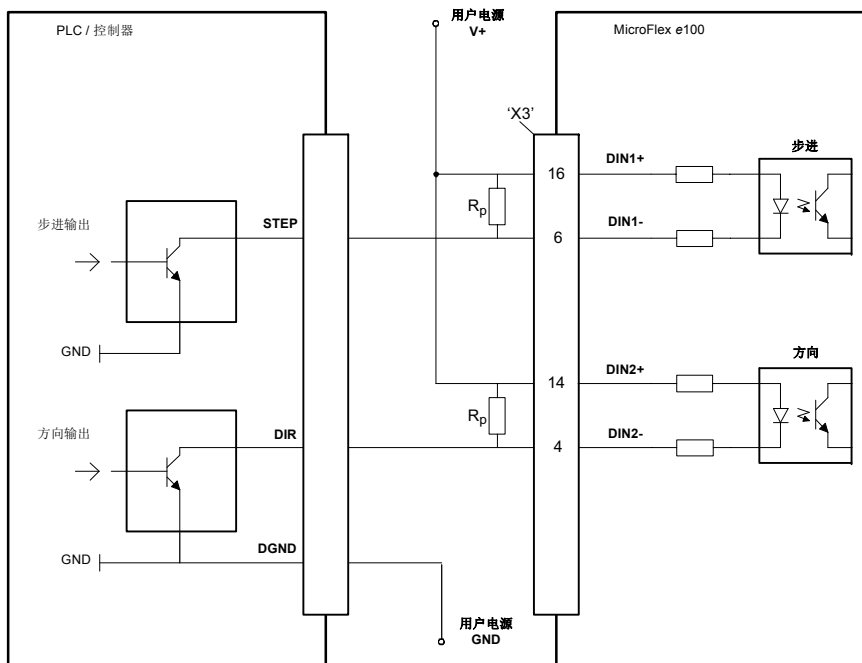 PLC / 控制器
用户电源
V+
MicroFlex e100
'X3'
步进
16
DIN1+
Rp
步进输出
STEP
6
DIN1-
GND
方向
14
DIN2+
Rp
方向输出
DIR
4
DIN2-
GND
DGND
用户电源
GND